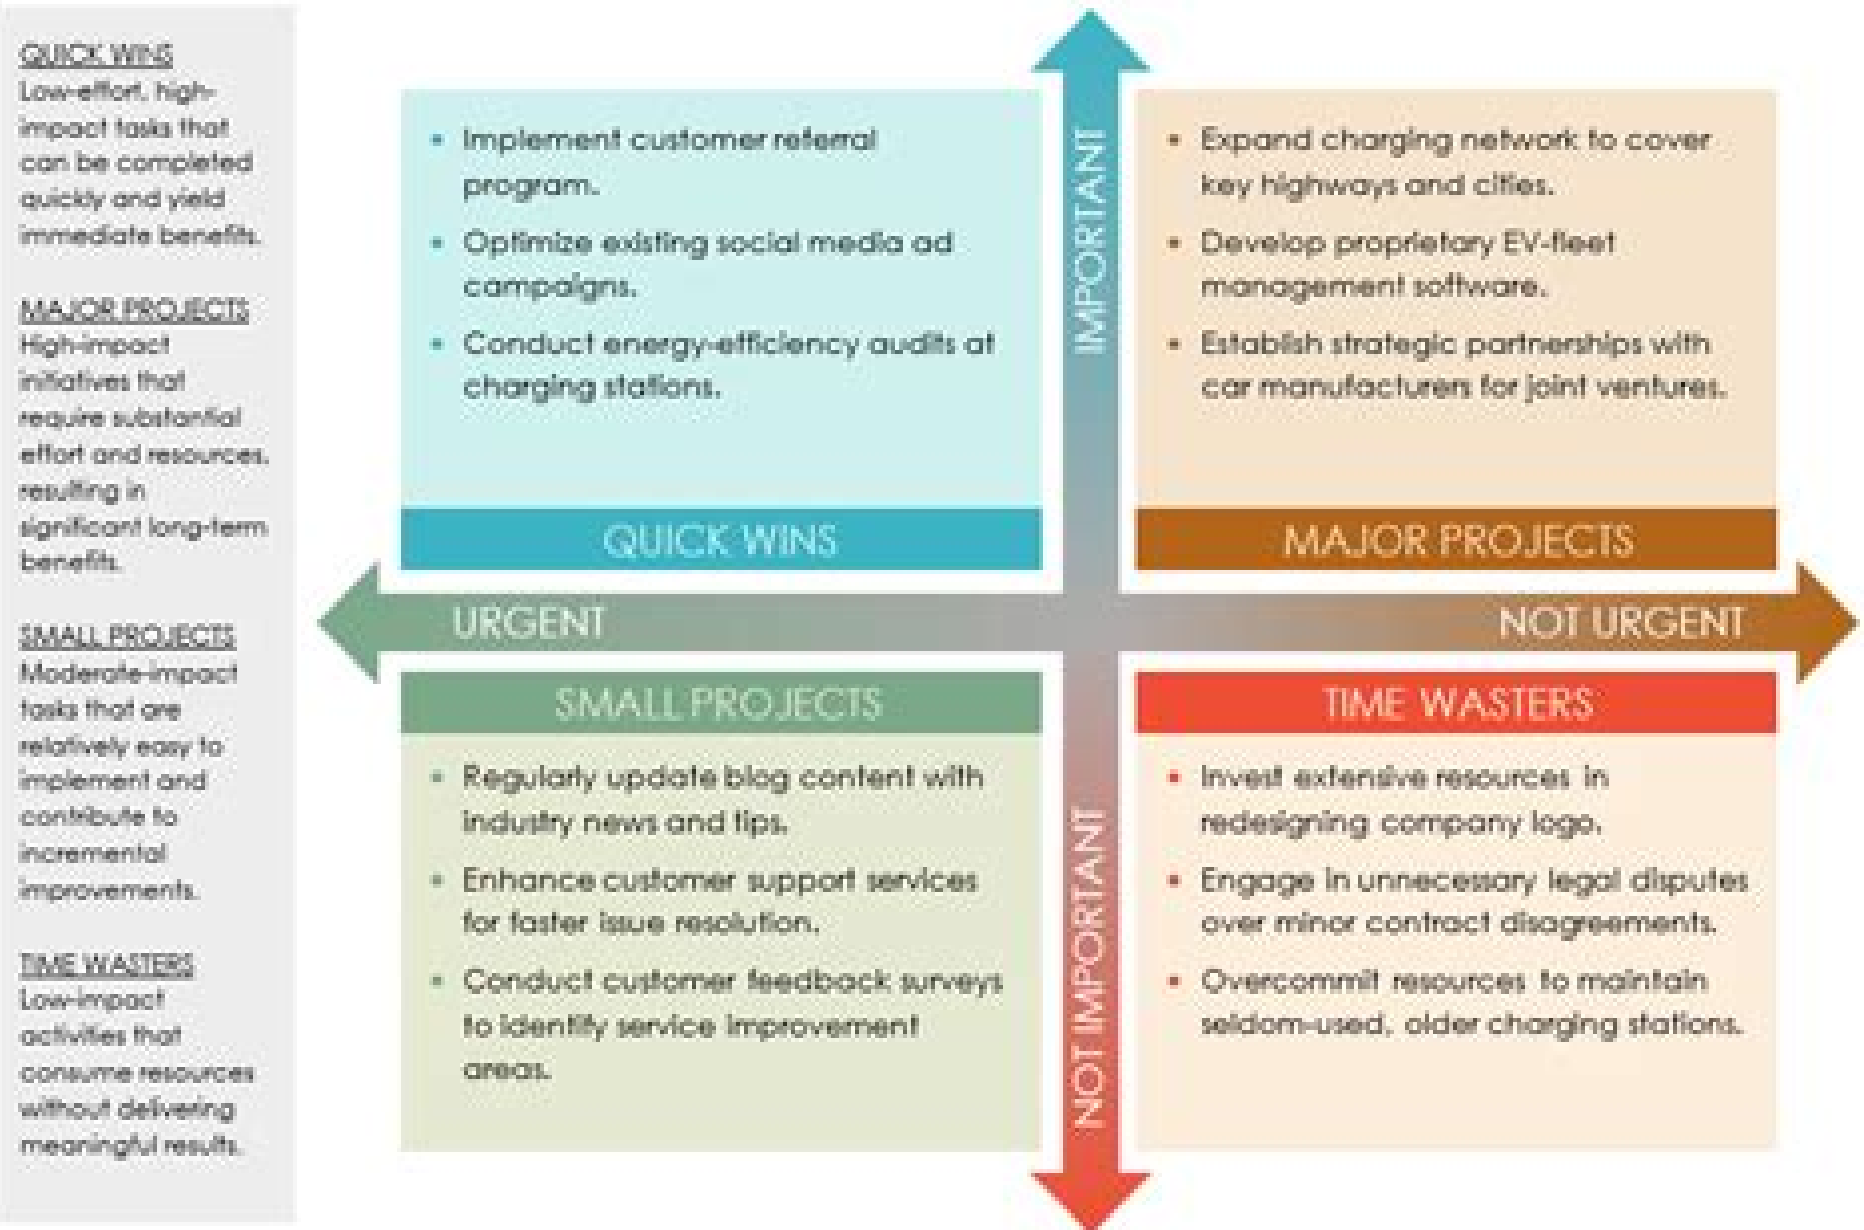 QUICK WINS
Low-effort, high-
impact tasks that
can be completed
quickly and yield
immediate benefits.
MAJOR PROJECTS
High-impact
initiatives that
require substantial
effort and resources,
resulting in
significant long-term
benefits.
SMALL PROJECTS
Moderate-impact
tasks that are
relatively easy to
implement and
contribute to
incremental
improvements.
TIME WASTERS
Low-impact
activities that
consume resources
without delivering
meaningful results.
IMPORTANT
• Implement customer referral
program.
• Optimize existing social media ad
campaigns.
• Conduct energy-efficiency audits at
charging stations.
QUICK WINS
• Expand charging network to cover
key highways and cities.
• Develop proprietary EV-fleet
management software.
• Establish strategic partnerships with
car manufacturers for joint ventures.
MAJOR PROJECTS
URGENT
NOT URGENT
SMALL PROJECTS
• Regularly update blog content with
industry news and tips.
• Enhance customer support services
for faster issue resolution.
• Conduct customer feedback surveys
to identify service improvement
areas.
TIME WASTERS
• Invest extensive resources in
redesigning company logo.
• Engage in unnecessary legal disputes
over minor contract disagreements.
• Overcommit resources to maintain
seldom-used, older charging stations.
NOT IMPORTANT